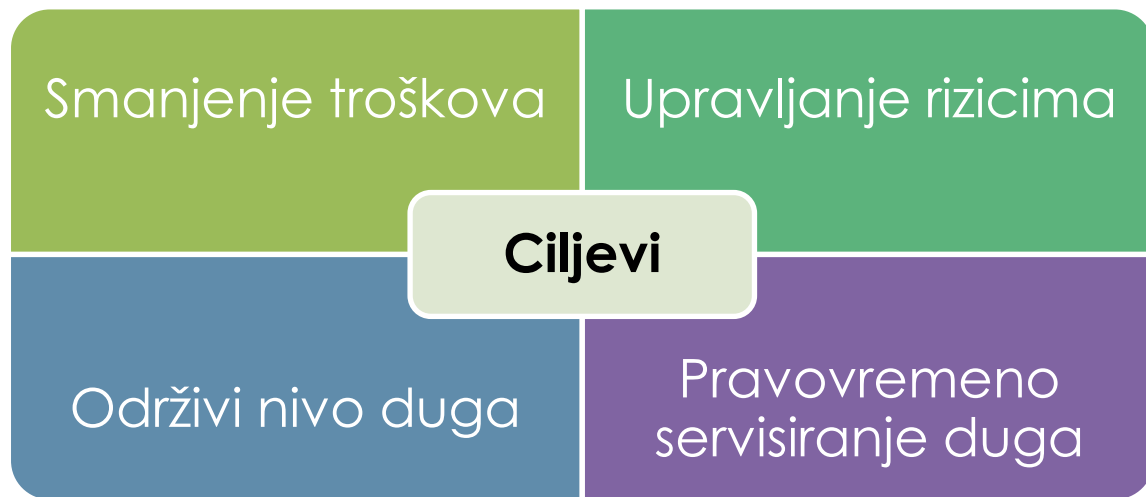 Smanjenje troškova
Upravljanje rizicima
Ciljevi
Održivi nivo duga
Pravovremeno
servisiranje duga